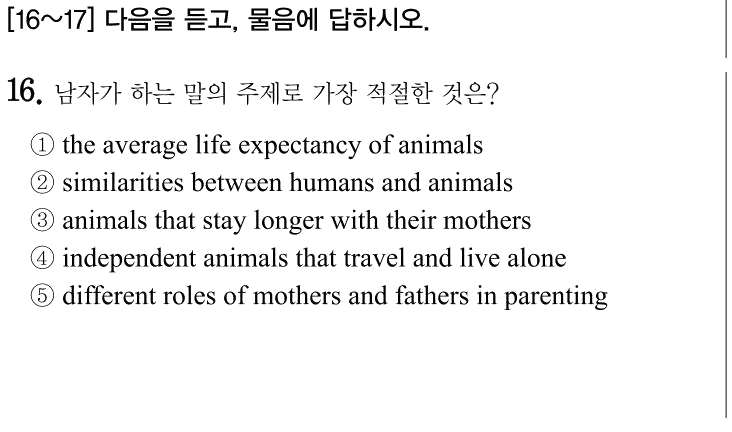 [16～17] 다음을 듣고, 물음에 답하시오.
16. 남자가 하는 말의 주제로 가장 적절한 것은?
① the average life expectancy of animals
② similarities between humans and animals
③ animals that stay longer with their mothers
④ independent animals that travel and live alone
⑤ different roles of mothers and fathers in parenting